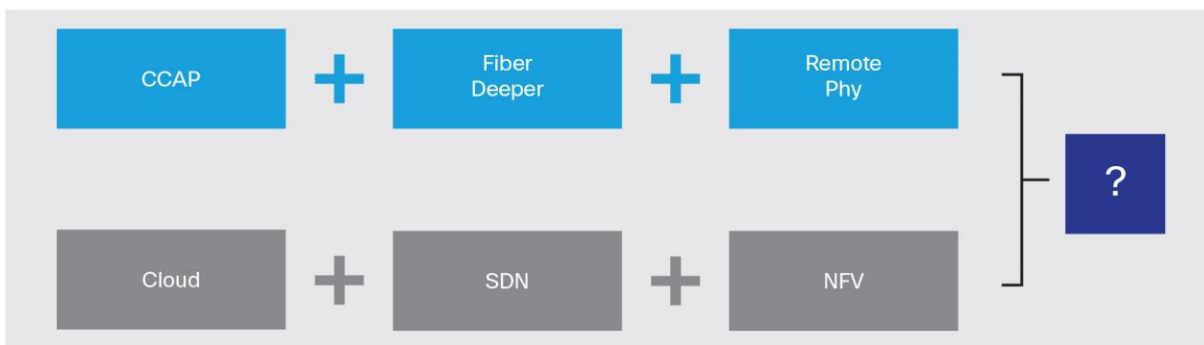 CCAP
Fiber
Deeper
Remote
Phy
?
Cloud
SDN
NFV